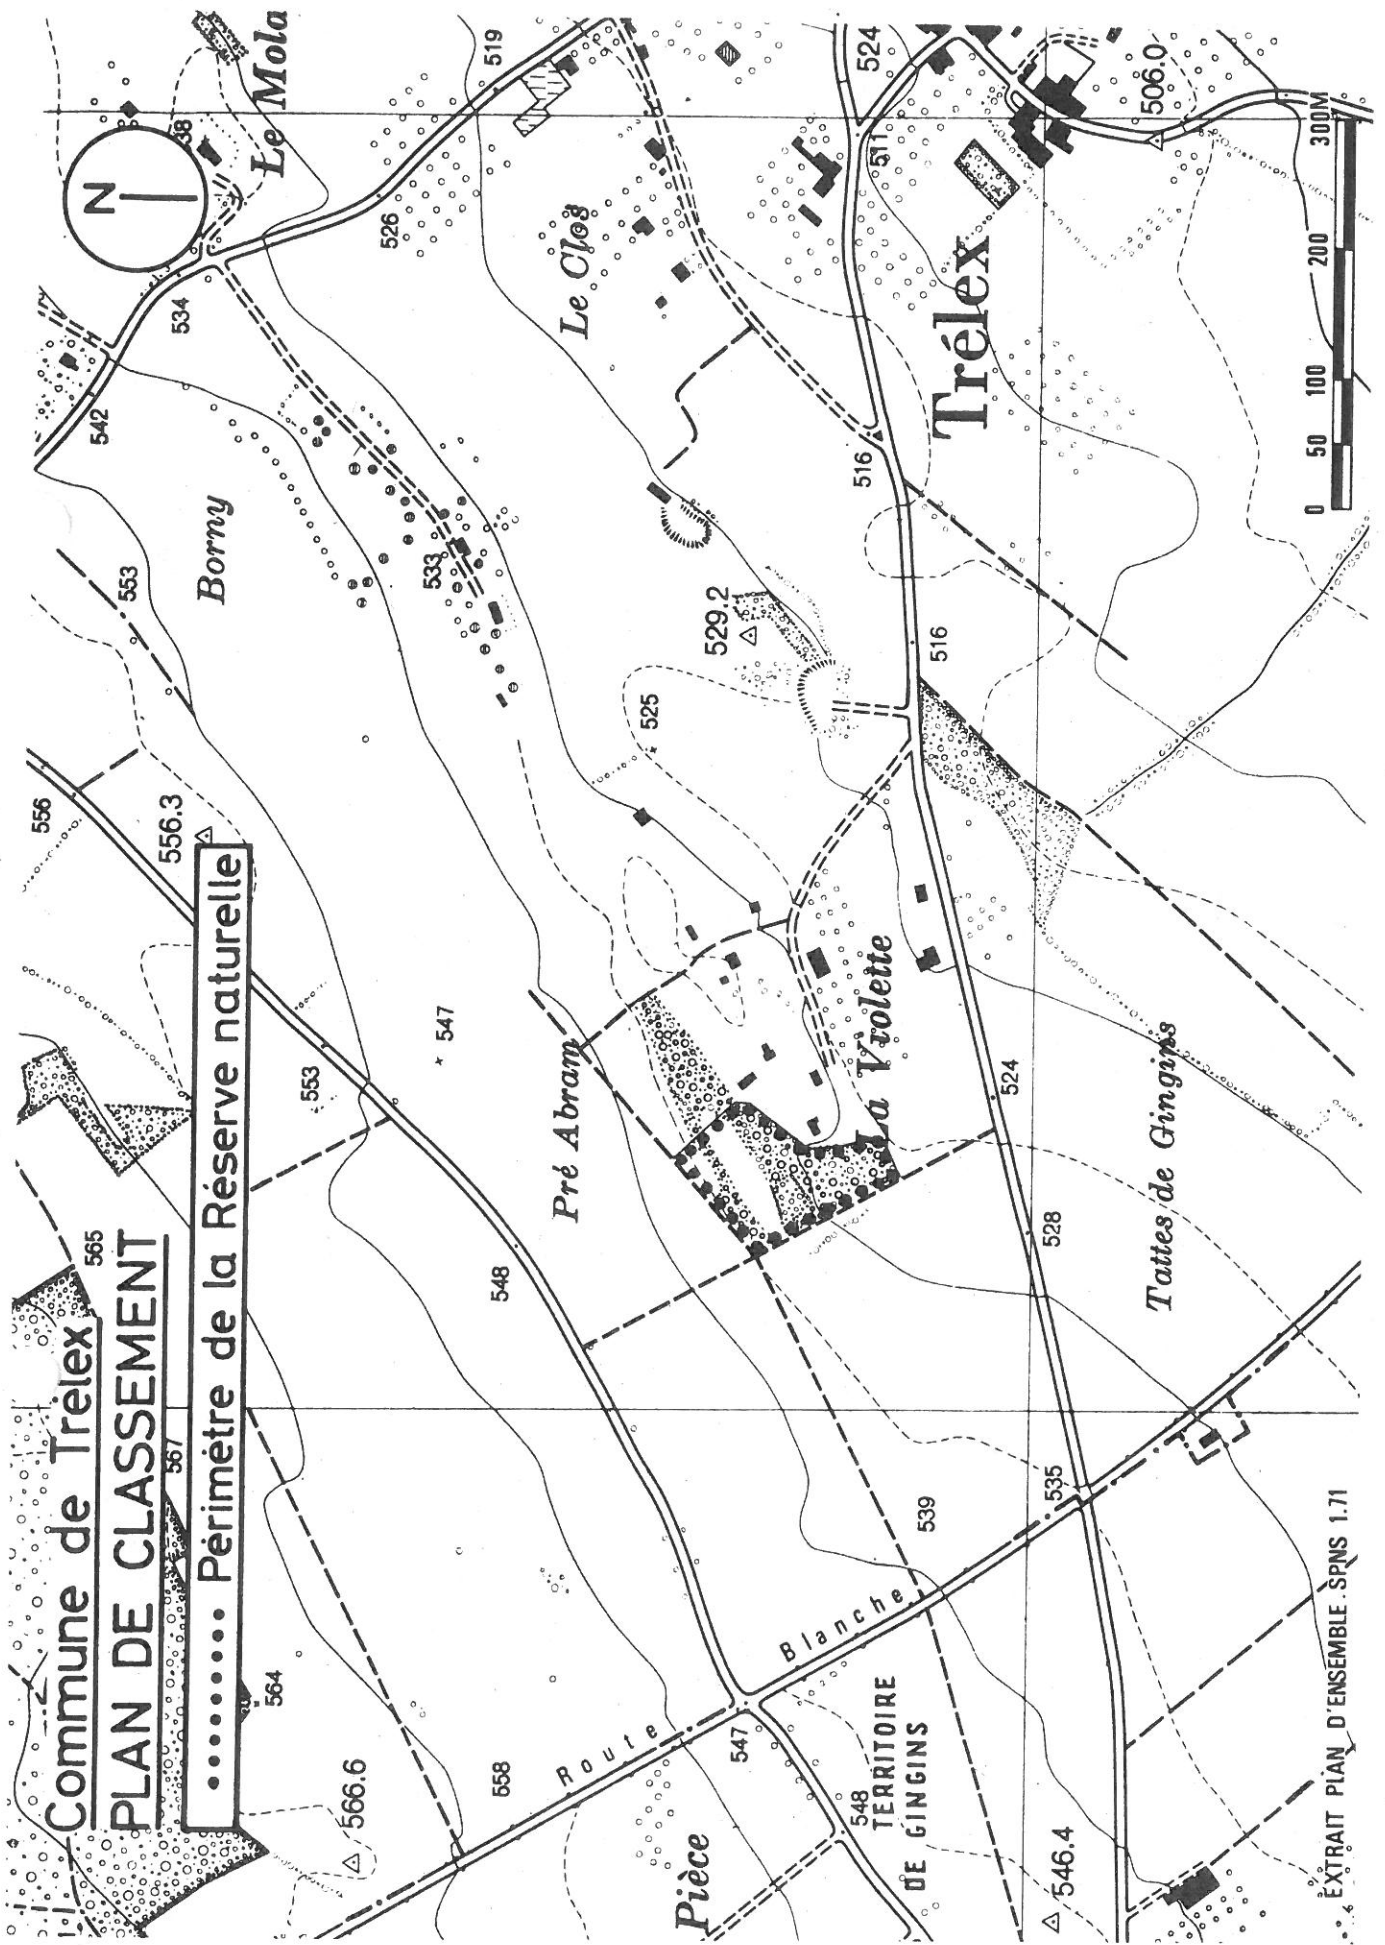 Commune de Trélex
PLAN DE CLASSEMENT
Périmètre de la Réserve naturelle
N
565
567
564
566.6
556
556.3
553
553
542
534
38
Le Mola
519
526
Borny
533
547
548
558
Route Blanche
547
548
Pièce
TERRITOIRE
DE GINGINS
546.4
539
535
528
524
Pré Abram
La Violette
Tattes de Gingins
525
529.2
516
516
Le Clos
511
524
506.0
Trélex
0 50 100 200 300M
EXTRAIT PLAN D'ENSEMBLE . SPNS 1.71